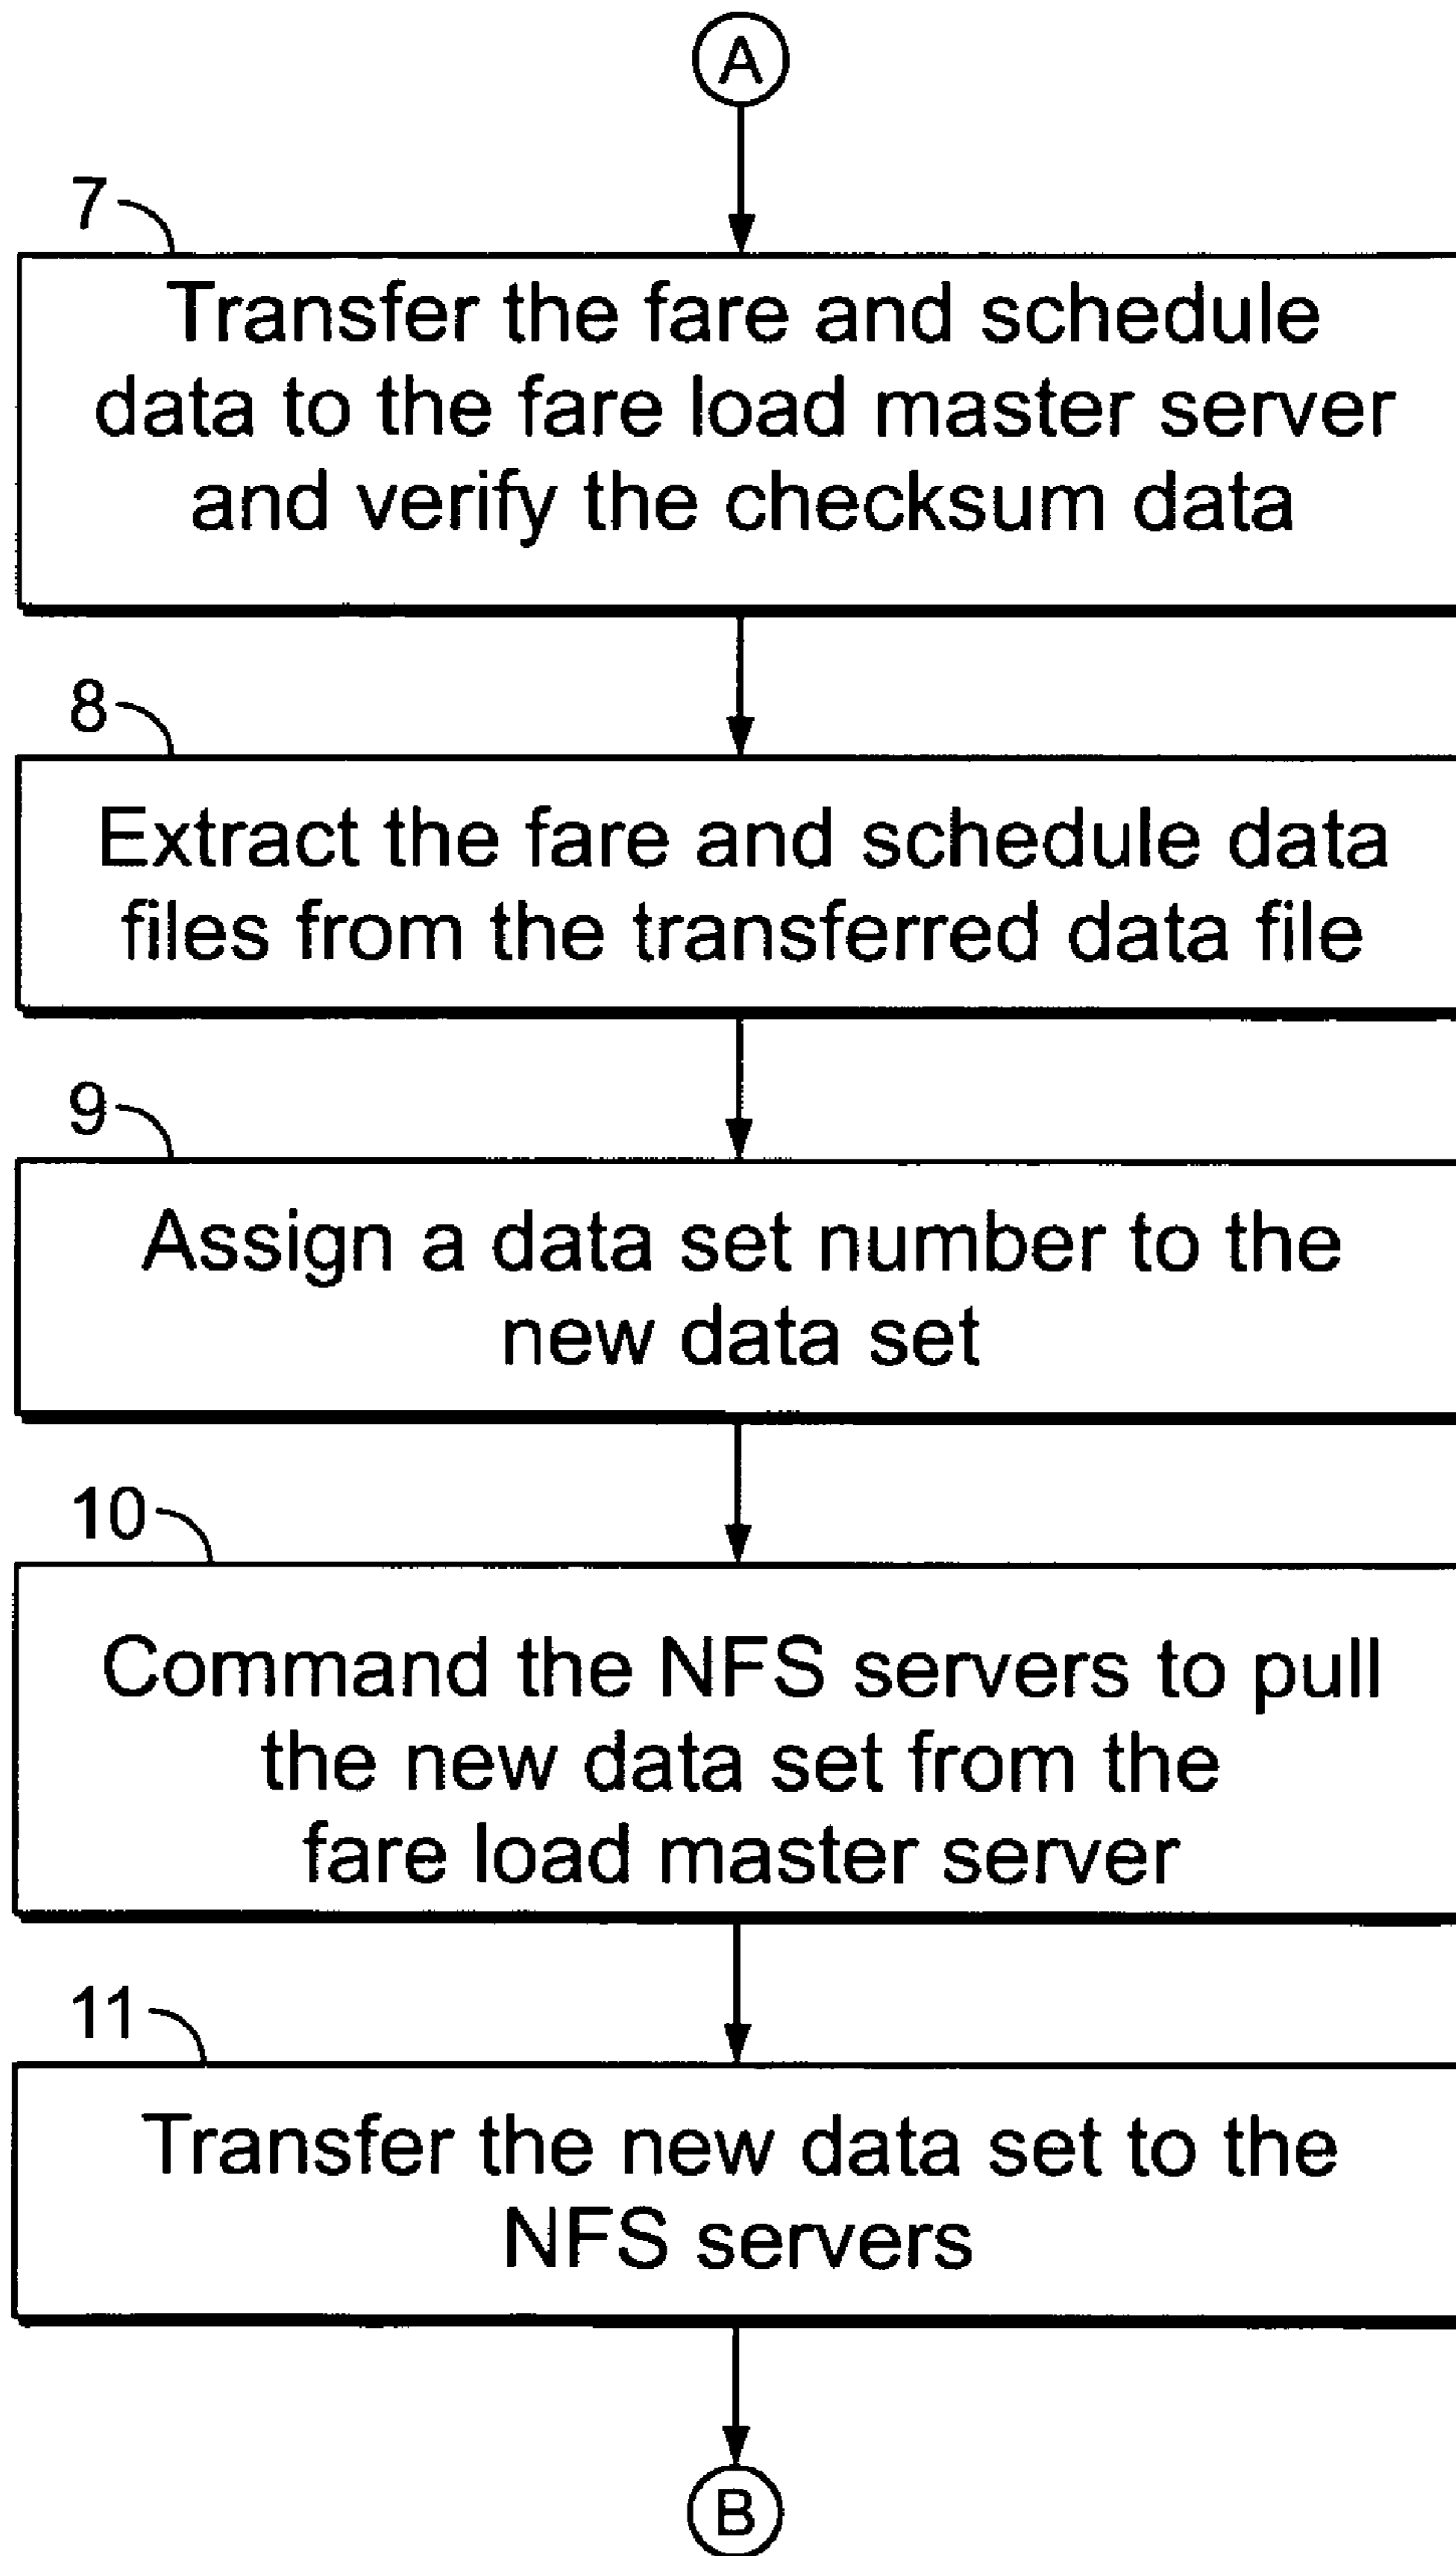 A
7
Transfer the fare and schedule
data to the fare load master server
and verify the checksum data
8
Extract the fare and schedule data
files from the transferred data file
9
Assign a data set number to the
new data set
10
Command the NFS servers to pull
the new data set from the
fare load master server
11
Transfer the new data set to the
NFS servers
B